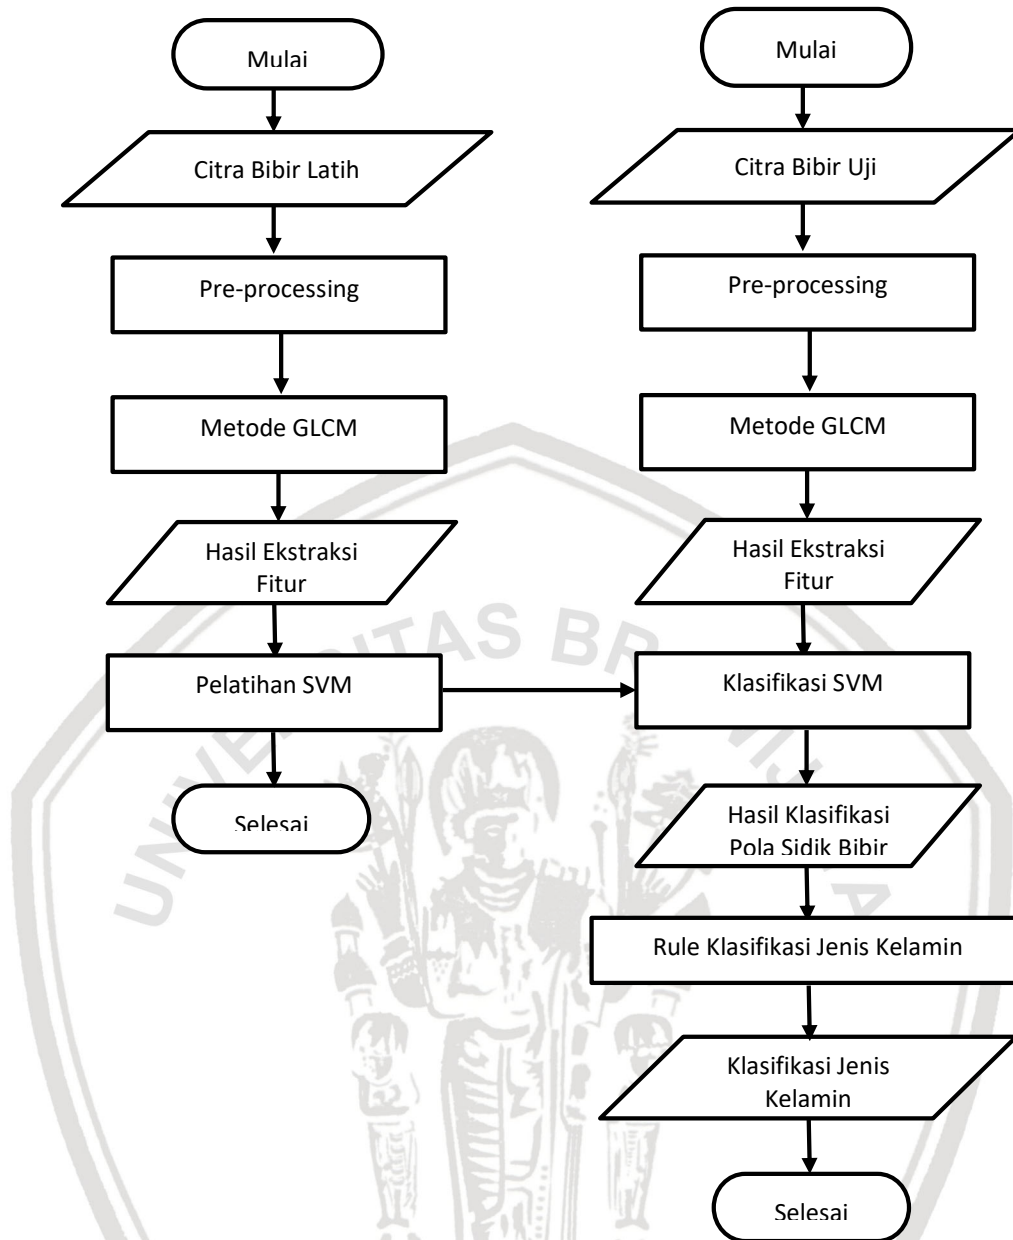 Mulai
Citra Bibir Latih
Pre-processing
Metode GLCM
Hasil Ekstraksi
Fitur
Pelatihan SVM
Selesai
Mulai
Citra Bibir Uji
Pre-processing
Metode GLCM
Hasil Ekstraksi
Fitur
Klasifikasi SVM
Hasil Klasifikasi
Pola Sidik Bibir
Rule Klasifikasi Jenis Kelamin
Klasifikasi Jenis
Kelamin
Selesai
UNIVERSITAS BRAWIJAYA